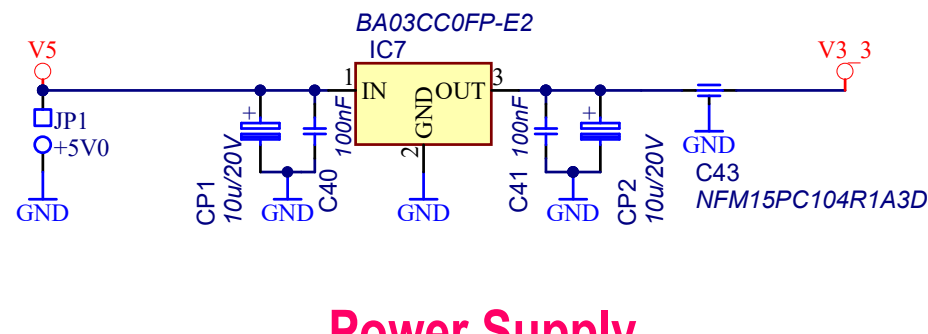 BA03CC0FP-E2
IC7
V5
V3_3
1
3
IN
OUT
GND
2
JP1
+5V0
GND
CP1
10u/20V
+
GND
C40
100nF
GND
C41
100nF
+
GND
CP2
10u/20V
GND
C43
NFM15PC104R1A3D
Power Supply